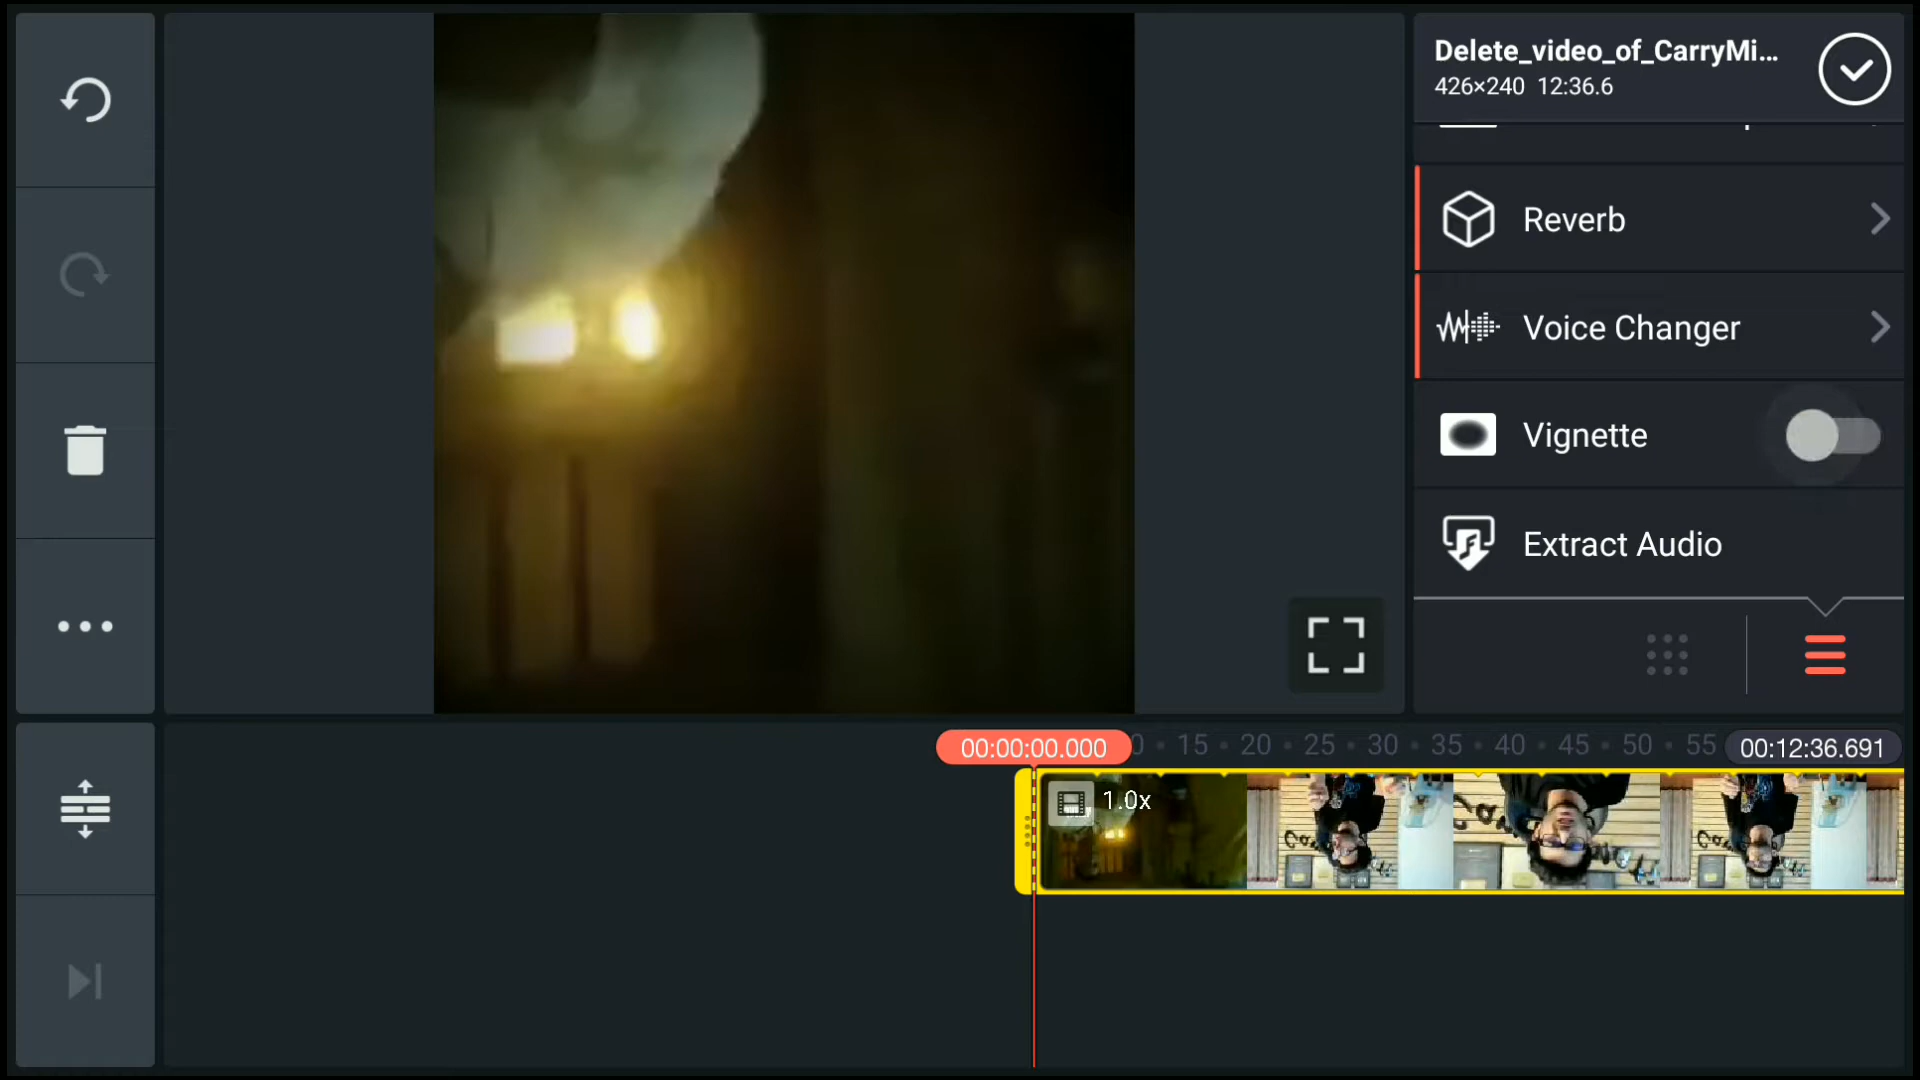 Delete_video_of_CarryMi...
426×240 12:36.6
Reverb
Voice Changer
Vignette
Extract Audio
00:00:00.000
15 20 25 30 35 40 45 50 55
00:12:36.691
1.0x